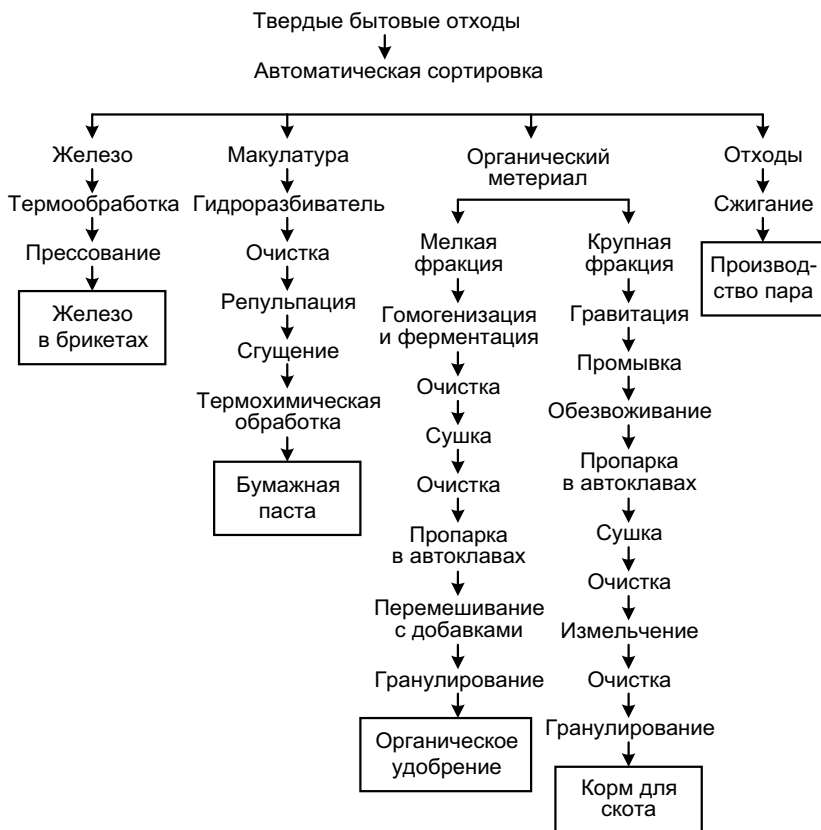 Твердые бытовые отходы
Автоматическая сортировка
Железо
Термообработка
Прессование
Железо
в брикетах
Макулатура
Гидроразбиватель
Очистка
Репульпация
Сгущение
Термохимическая
обработка
Бумажная
паста
Органический
метериал
Мелкая
фракция
Гомогенизация
и ферментация
Очистка
Сушка
Очистка
Пропарка
в автоклавах
Перемешивание
с добавками
Гранулирование
Органическое
удобрение
Крупная
фракция
Гравитация
Промывка
Обезвоживание
Пропарка
в автоклавах
Сушка
Очистка
Измельчение
Очистка
Гранулирование
Корм для
скота
Отходы
Сжигание
Производ-
ство пара